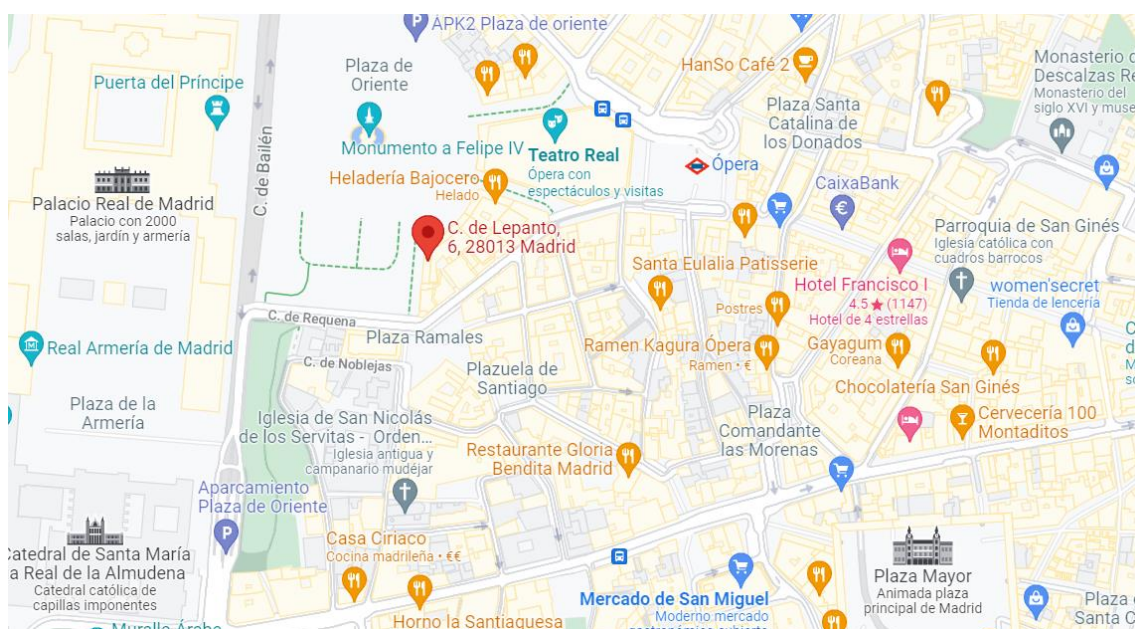 APK2 Plaza de oriente
Plaza de
Oriente
Puerta del Príncipe
HanSo Café 2
Monasterio
Descalzas Re
Monasterio del
siglo XVI y muse
Plaza Santa
Catalina de
los Donados
Monumento a Felipe IV
Teatro Real
Ópera con
espectáculos y visitas
Ópera
C. de Bailén
Heladería Bajocero
Helado
CaixaBank
Palacio Real de Madrid
Palacio con 2000
salas, jardín y armería
C. de Lepanto,
6, 28013 Madrid
Parroquia de San Ginés
Iglesia católica con
cuadros barrocos
Santa Eulalia Patisserie
Hotel Francisco I
4.5★(1147)
Hotel de 4 estrellas
women'secret
Tienda de lencería
Postres
C. de Requena
Plaza Ramales
Real Armería de Madrid
Ramen Kagura Ópera
Ramen • €
Gayagum
Coreana
C. de Noblejas
Plazuela de
Santiago
Chocolatería San Ginés
Plaza de la
Armería
Iglesia de San Nicolás
de los Servitas - Orden...
Iglesia antigua y
campanario mudéjar
Plaza
Comandante
las Morenas
Cervecería 100
Montaditos
Restaurante Gloria
Bendita Madrid
Aparcamiento
Plaza de Oriente
Casa Ciriaco
Cocina madrileña • €€
Catedral de Santa María
a Real de la Almudena
Catedral católica de
capillas imponentes
Plaza Mayor
Animada plaza
principal de Madrid
Mercado de San Miguel
Moderno mercado
Horno la Santiaguesa
Plaza
Santa C